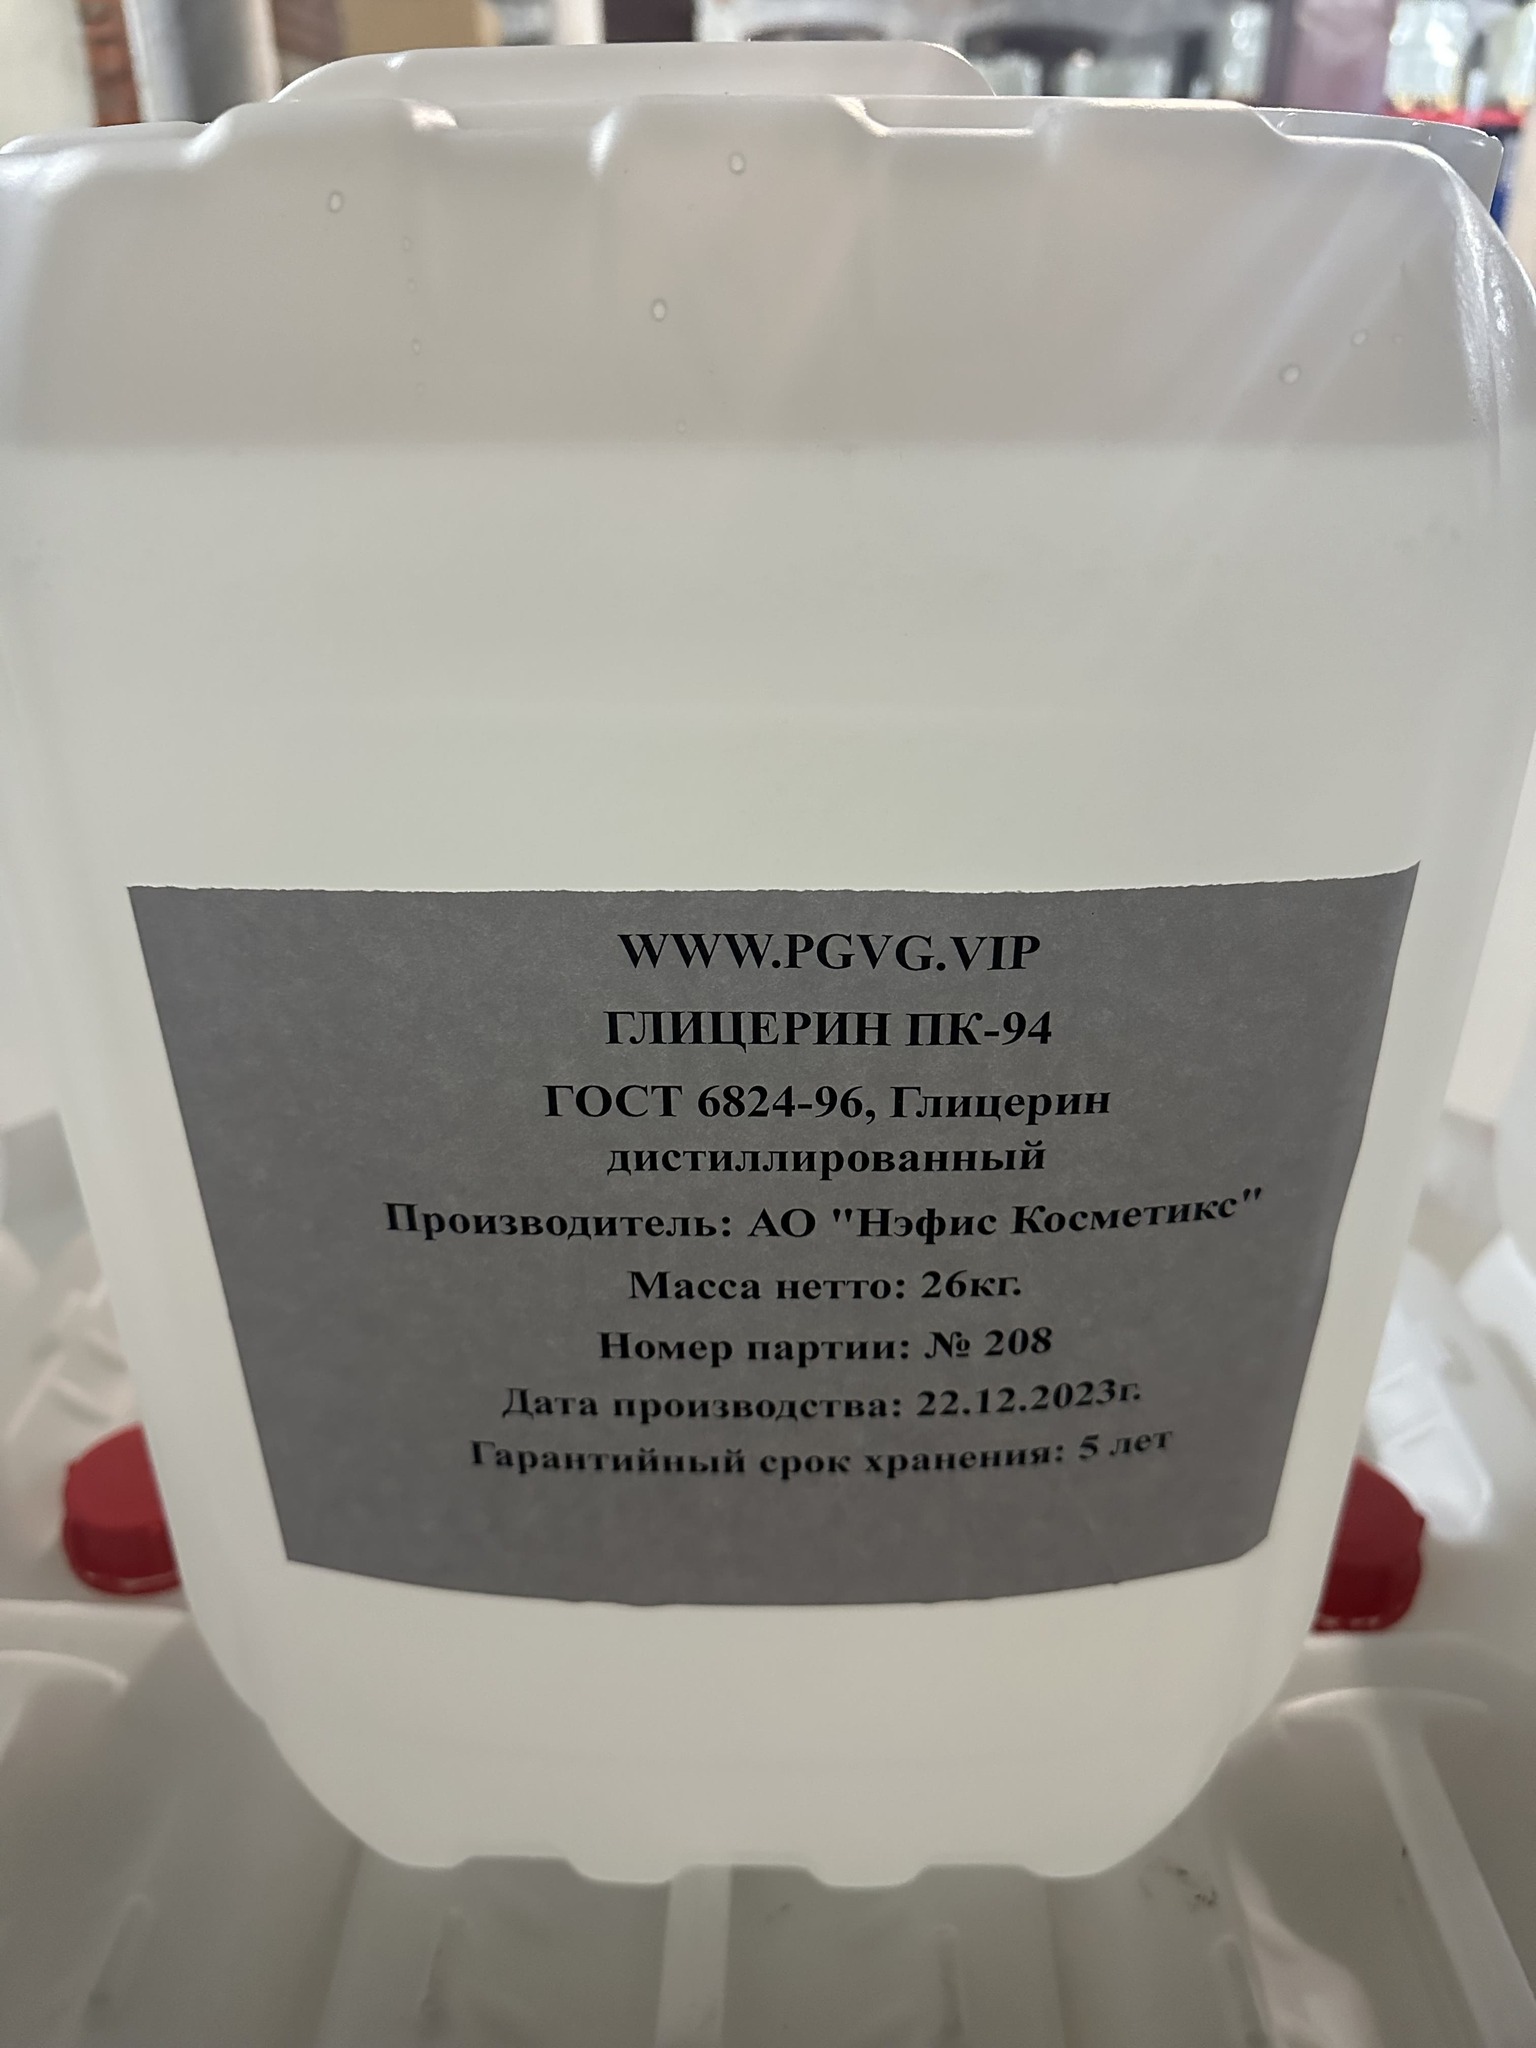 WWW.PGVG.VIP
ГЛИЦЕРИН ПК-94
ГОСТ 6824-96, Глицерин
дистиллированный
Производитель: АО "Нэфис Косметикс"
Масса нетто: 26кг.
Номер партии: № 208
Дата производства: 22.12.2023г.
Гарантийный срок хранения: 5 лет